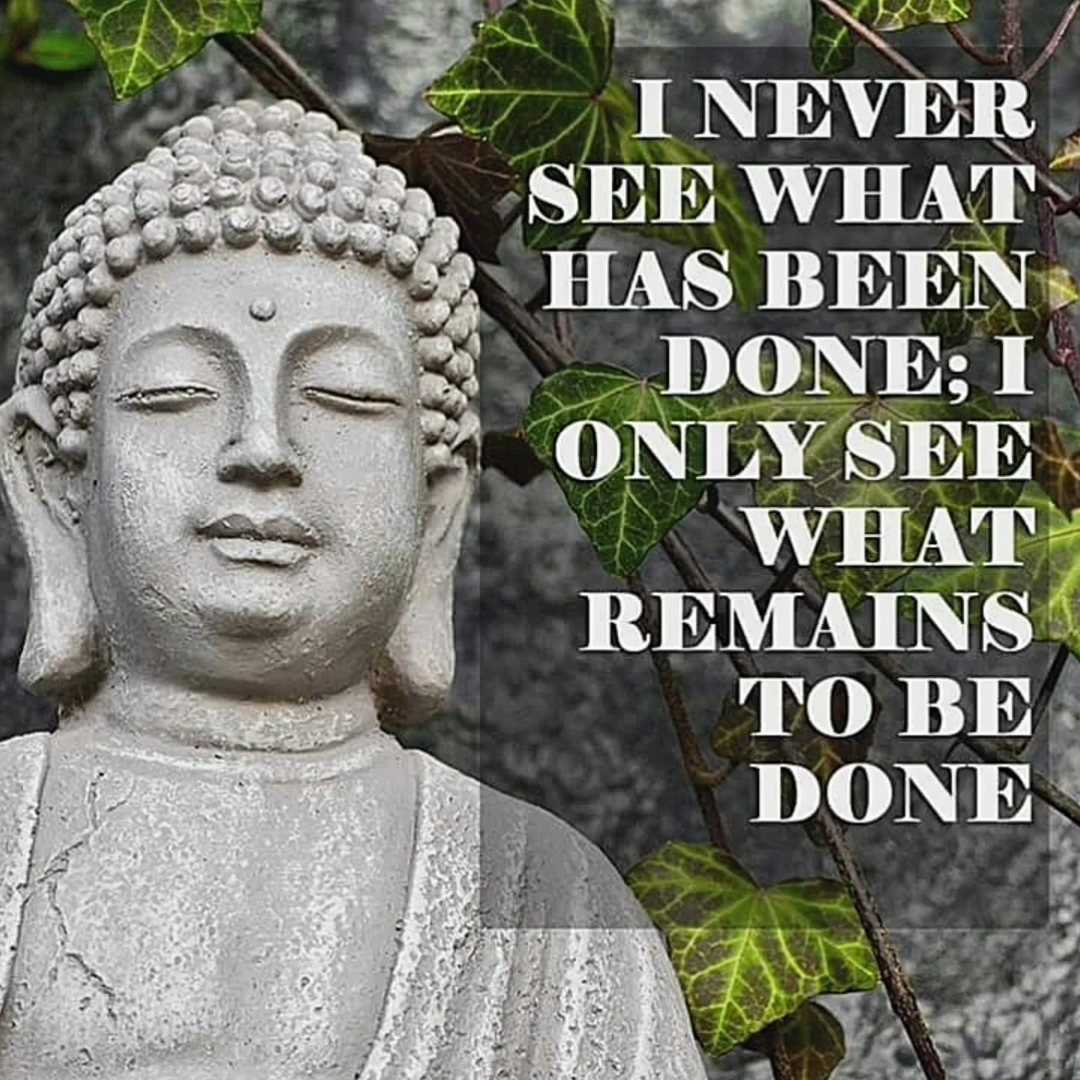 I NEVER
SEE WHAT
HAS BEEN
DONE; I
ONLY SEE
WHAT
REMAINS
TO BE
DONE